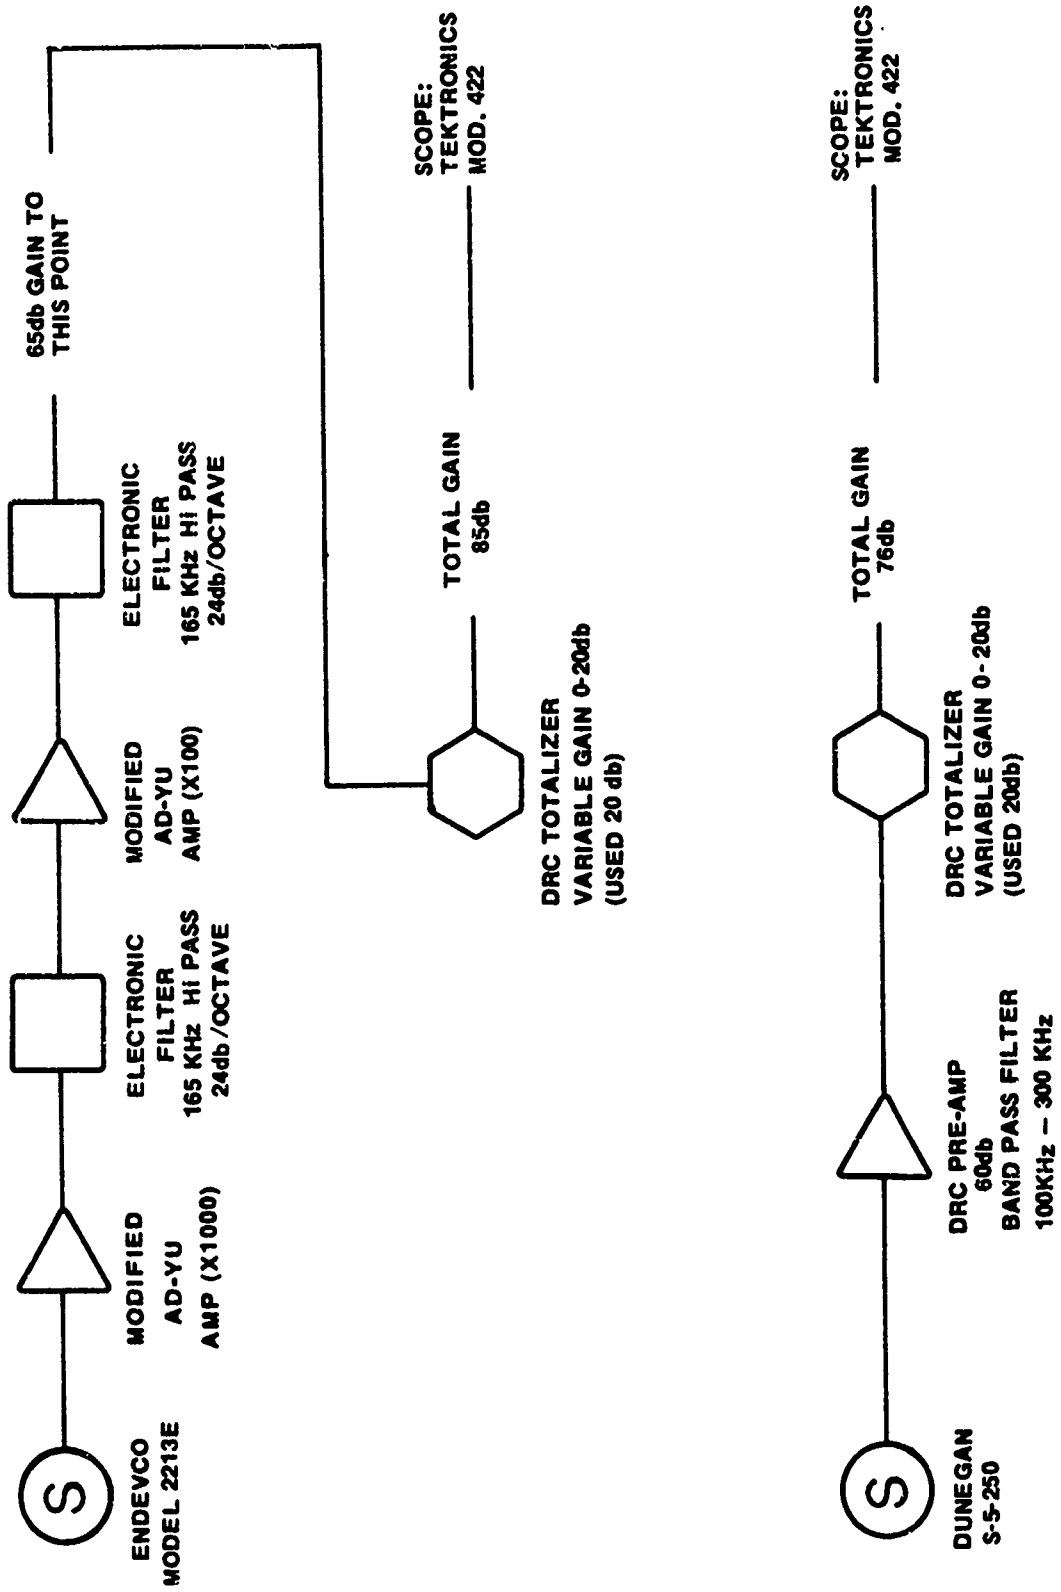 S
ENDEVCO
MODEL 2213E
MODIFIED
AD-YU
AMP (X1000)
ELECTRONIC
FILTER
165 KHz Hi PASS
24db/OCTAVE
MODIFIED
AD-YU
AMP (X100)
ELECTRONIC
FILTER
165 KHz Hi PASS
24db/OCTAVE
65db GAIN TO
THIS POINT
DRC TOTALIZER
VARIABLE GAIN 0-20db
(USED 20 db)
TOTAL GAIN
85db
SCOPE:
TEKTRONICS
MOD. 422
S
DUNEGAN
S-5-250
DRC PRE-AMP
60db
BAND PASS FILTER
100KHz – 300 KHz
DRC TOTALIZER
VARIABLE GAIN 0-20db
(USED 20db)
TOTAL GAIN
76db
SCOPE:
TEKTRONICS
MOD. 422